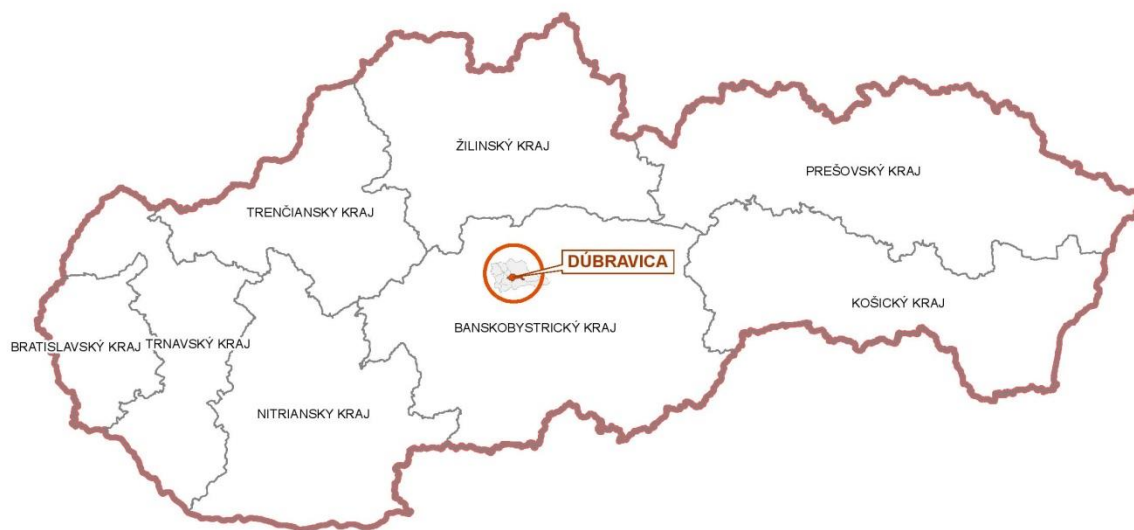 ŽILINSKÝ KRAJ
PREŠOVSKÝ KRAJ
TRENČIANSKY KRAJ
DÚBRAVICA
KOŠICKÝ KRAJ
BANSKOBYSTRICKÝ KRAJ
BRATISLAVSKÝ KRAJ
TRNAVSKÝ KRAJ
NITRIANSKY KRAJ